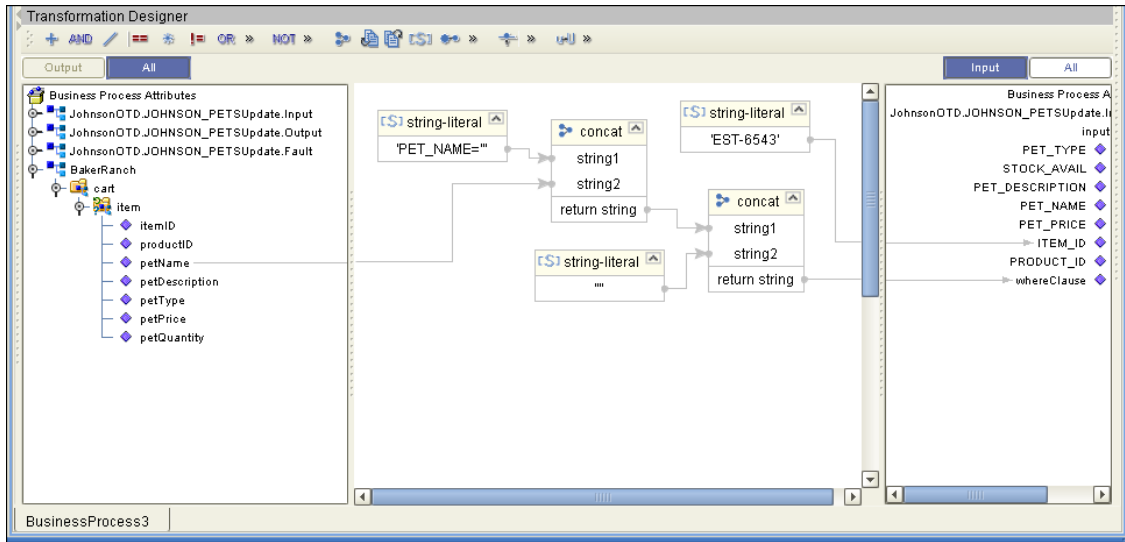 Transformation Designer
AND == != OR » NOT » [S] » » »
Output All Input All
Business Process Attributes
JohnsonOTD.JOHNSON_PETSUpdate.Input
JohnsonOTD.JOHNSON_PETSUpdate.Output
JohnsonOTD.JOHNSON_PETSUpdate.Fault
BakerRanch
cart
item
itemID
productID
petName
petDescription
petType
petPrice
petQuantity
[S] string-literal
'PET_NAME="'
concat
string1
string2
return string
[S] string-literal
'EST-6543'
concat
string1
string2
return string
[S] string-literal
'"'
Business Process A
JohnsonOTD.JOHNSON_PETSUpdate.I
input
PET_TYPE
STOCK_AVAIL
PET_DESCRIPTION
PET_NAME
PET_PRICE
ITEM_ID
PRODUCT_ID
whereClause
BusinessProcess3